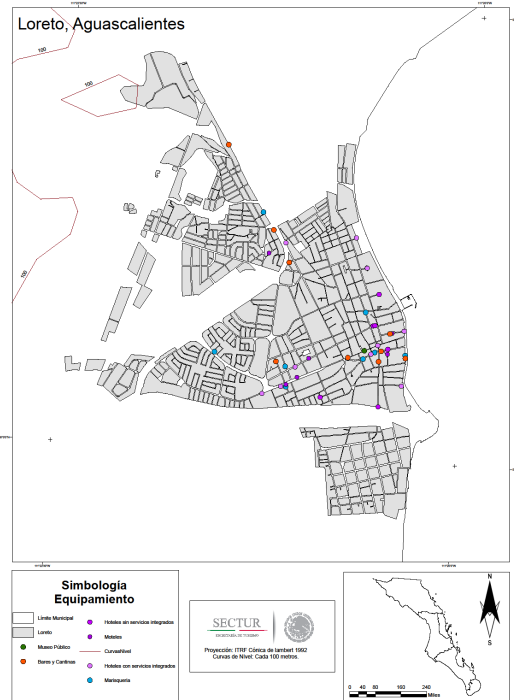 Loreto, Aguascalientes
100
100
100
Simbología
Equipamiento
Límite Municipal
Loreto
Museo Público
Bares y Cantinas
Hoteles sin servicios integrados
Moteles
CurvasNivel
Hoteles con servicios integrados
Marisquería
SECTUR
SECRETARÍA DE TURISMO
Proyección: ITRF Cónica de lambert 1992
Curvas de Nivel: Cada 100 metros.
N
S
0 40 80 160 240
Miles